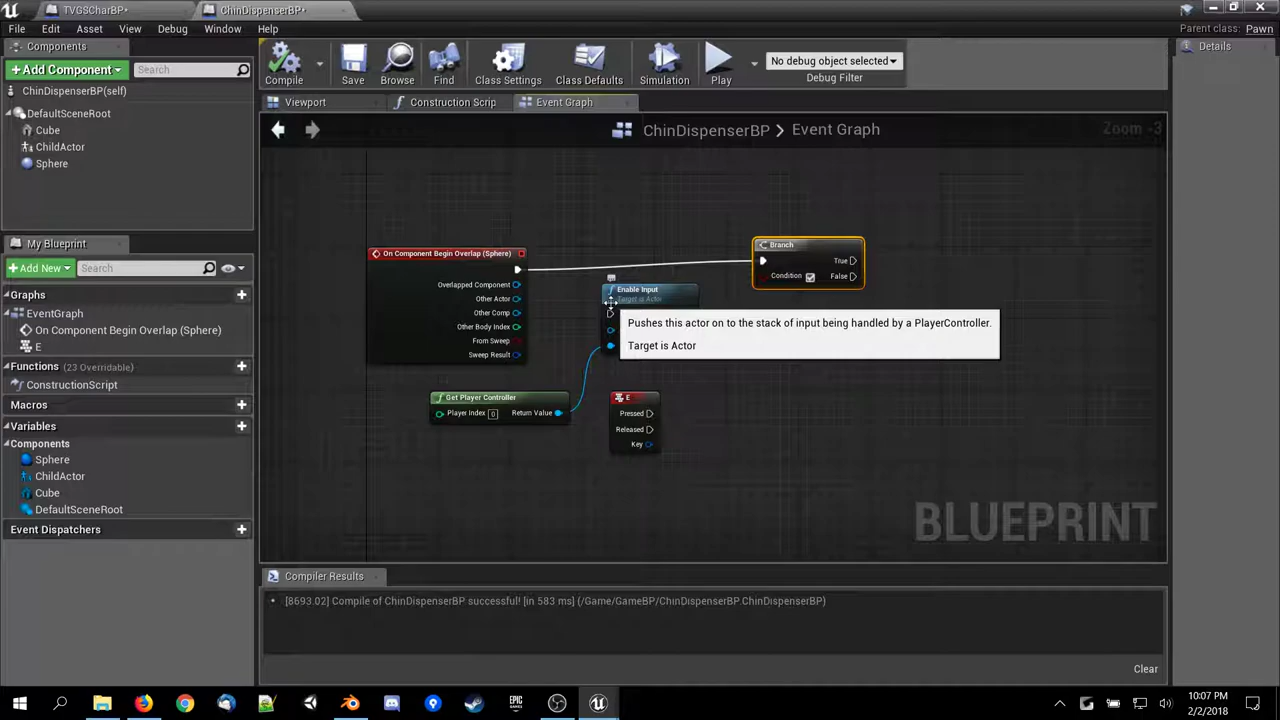 TVGSCharBP*
ChinDispenserBP*
File Edit Asset View Window Debug Help
Parent class: Pawn
Components
Add Component
Search
ChinDispenserBP(self)
DefaultSceneRoot
Cube
ChildActor
Sphere
My Blueprint
Add New
Search
Graphs
EventGraph
On Component Begin Overlap (Sphere)
E
Functions (23 Overridable)
ConstructionScript
Macros
Variables
Components
Sphere
ChildActor
Cube
DefaultSceneRoot
Event Dispatchers
Compile
Save
Browse
Find
Class Settings
Class Defaults
Simulation
Play
No debug object selected
Debug Filter
Details
Viewport
Construction Scrip
Event Graph
ChinDispenserBP > Event Graph
Zoom -3
On Component Begin Overlap (Sphere)
Overlapped Component
Other Actor
Other Comp
Other Body Index
From Sweep
Sweep Result
Enable Input
Target is Actor
Branch
True
Condition
False
Pushes this actor on to the stack of input being handled by a PlayerController.
Target is Actor
Get Player Controller
Player Index 0
Return Value
E
Pressed
Released
Key
BLUEPRINT
Compiler Results
[8693.02] Compile of ChinDispenserBP successful! [in 583 ms] (/Game/GameBP/ChinDispenserBP.ChinDispenserBP)
Clear
10:07 PM
2/2/2018